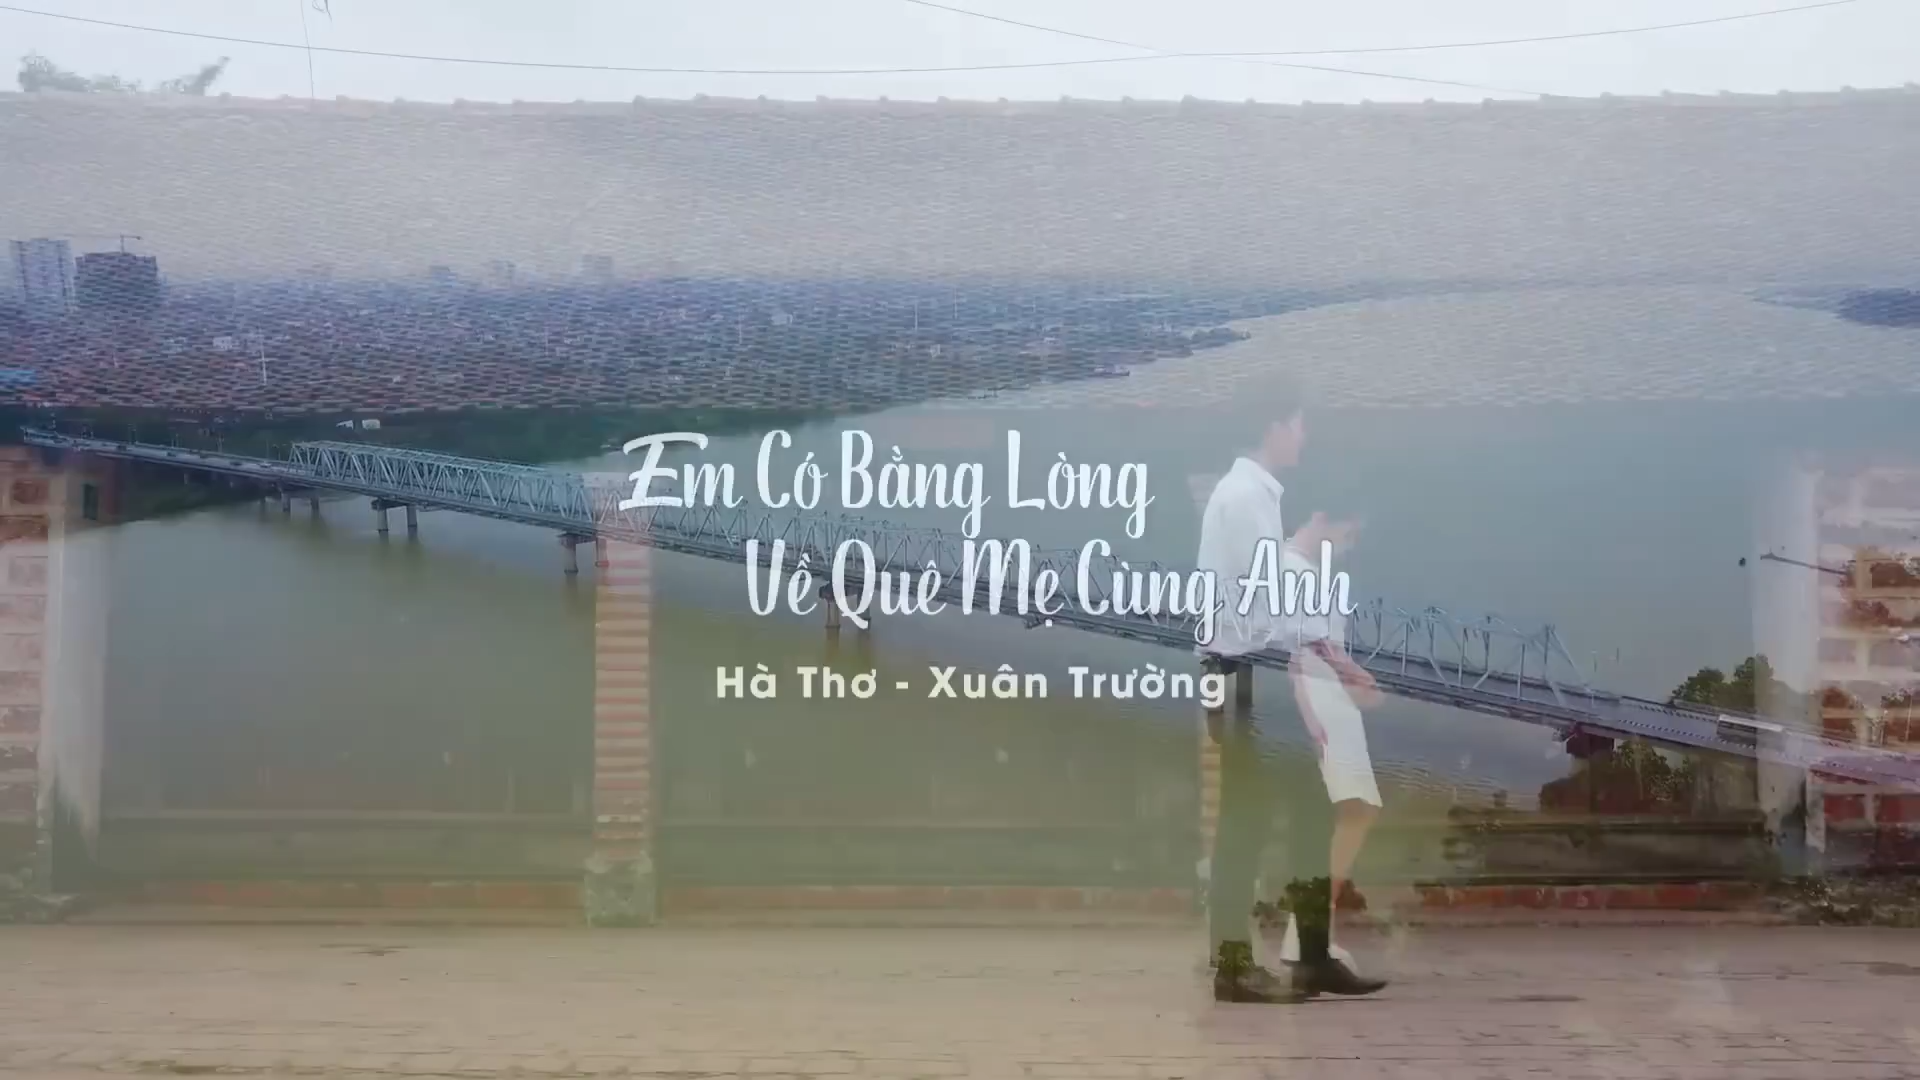 Em Có Bằng Lòng
Về Quê Mẹ Cùng Anh
Hà Thơ - Xuân Trường